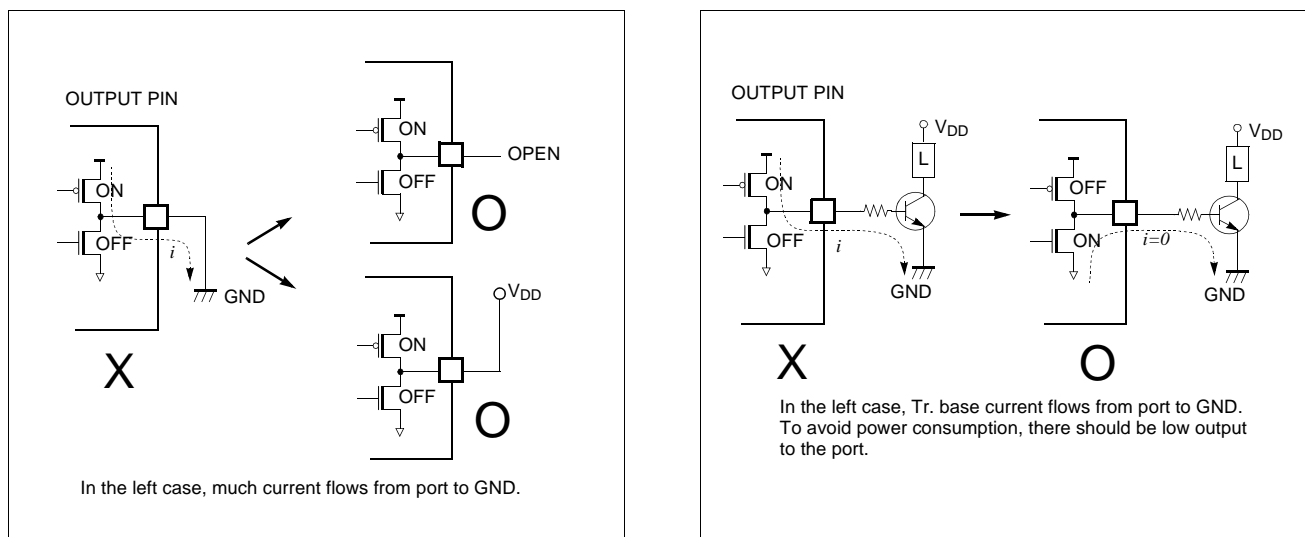 OUTPUT PIN
ON
OFF
i
GND
X
ON
OFF
OPEN
O
VDD
ON
OFF
O
In the left case, much current flows from port to GND.
OUTPUT PIN
VDD
L
ON
OFF
i
GND
X
VDD
L
OFF
ON
i=0
GND
O
In the left case, Tr. base current flows from port to GND.
To avoid power consumption, there should be low output
to the port.